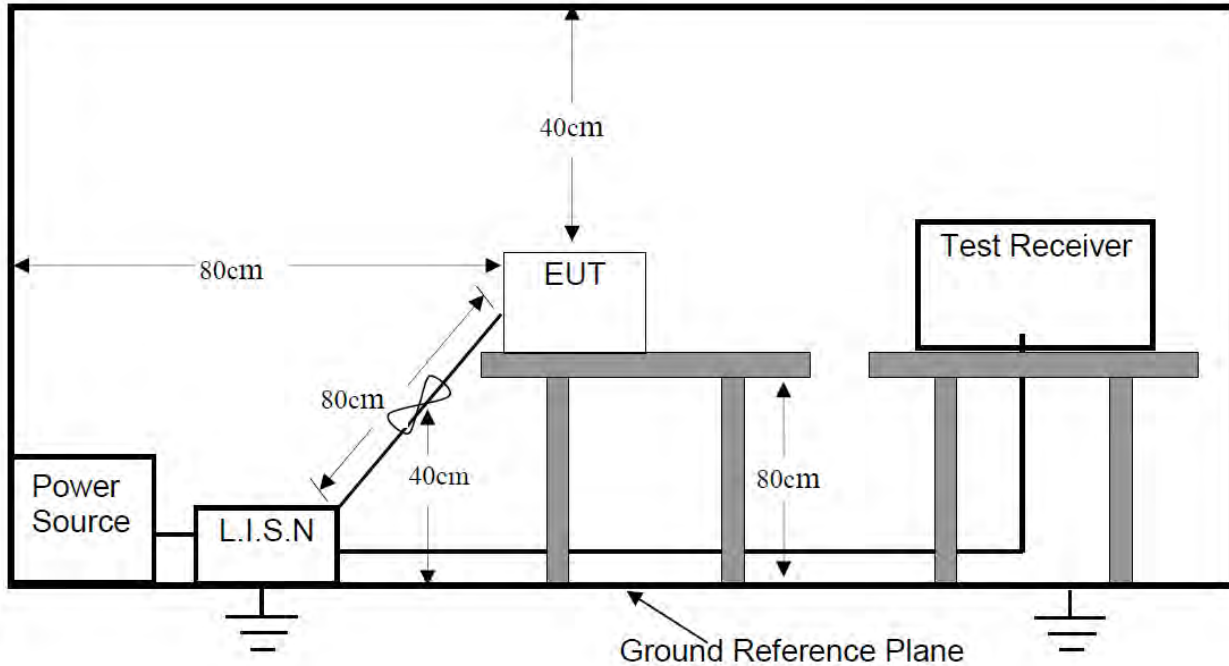 40cm
Test Receiver
EUT
80cm
80cm
40cm
80cm
Power
Source
L.I.S.N
Ground Reference Plane